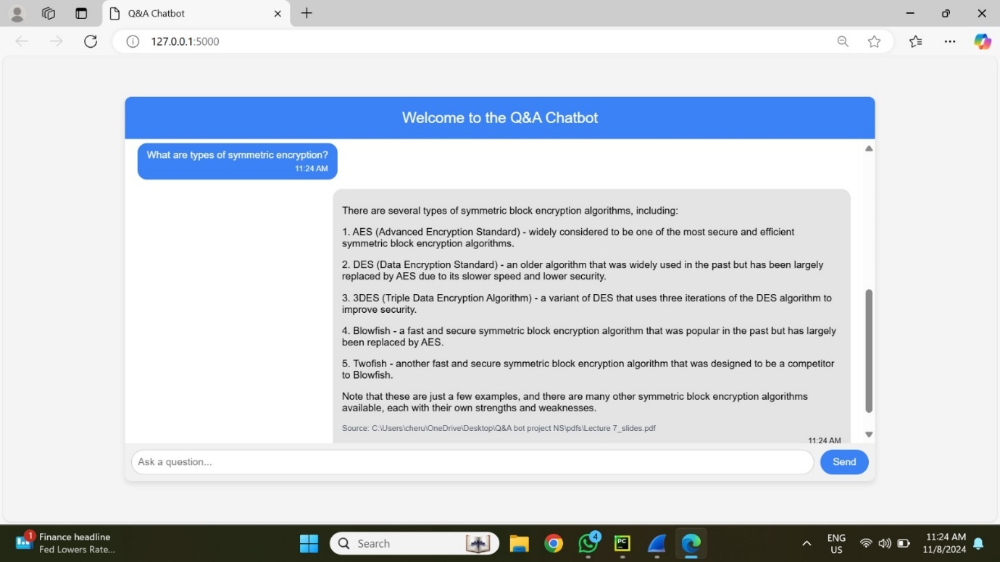 Q&A Chatbot
127.0.0.1:5000
Welcome to the Q&A Chatbot
What are types of symmetric encryption?
11:24 AM
There are several types of symmetric block encryption algorithms, including:
1. AES (Advanced Encryption Standard) - widely considered to be one of the most secure and efficient
symmetric block encryption algorithms.
2. DES (Data Encryption Standard) - an older algorithm that was widely used in the past but has been largely
replaced by AES due to its slower speed and lower security.
3. 3DES (Triple Data Encryption Algorithm) - a variant of DES that uses three iterations of the DES algorithm to
improve security.
4. Blowfish - a fast and secure symmetric block encryption algorithm that was popular in the past but has largely
been replaced by AES.
5. Twofish - another fast and secure symmetric block encryption algorithm that was designed to be a competitor
to Blowfish.
Note that these are just a few examples, and there are many other symmetric block encryption algorithms
available, each with their own strengths and weaknesses.
Source: C:\Users\cheru\OneDrive\Desktop\Q&A bot project NS\pdfs\Lecture 7_slides.pdf
11:24 AM
Ask a question...
Send
1
Finance headline
Fed Lowers Rate...
Search
4
PC
ENG
US
11:24 AM
11/8/2024